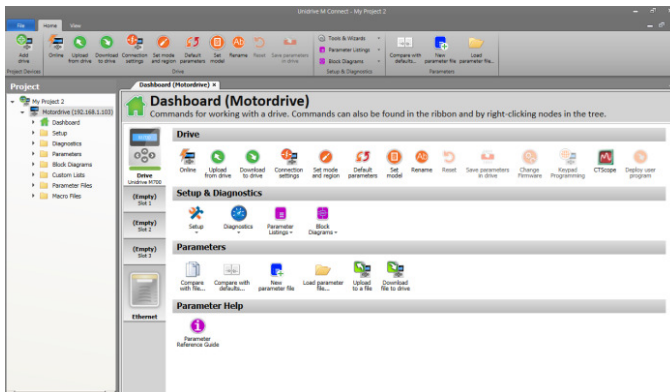 Unidrive M Connect - My Project 2
File Home View
Add drive
Online
Upload from drive
Download to drive
Connection settings
Set mode and region
Default parameters
Set model
Rename
Reset
Save parameters in drive
Tools & Wizards
Parameter Listings
Block Diagrams
Compare with defaults...
New parameter file
Load parameter file...
Project Devices
Drive
Setup & Diagnostics
Parameters
Project
My Project 2
Motordrive (192.168.1.103)
Dashboard
Setup
Diagnostics
Parameters
Block Diagrams
Custom Lists
Parameter Files
Macro Files
Dashboard (Motordrive) ×
Dashboard (Motordrive)
Commands for working with a drive. Commands can also be found in the ribbon and by right-clicking nodes in the tree.
Drive
Unidrive M700
(Empty)
Slot 1
(Empty)
Slot 2
(Empty)
Slot 3
Ethernet
Drive
Online
Upload from drive
Download to drive
Connection settings
Set mode and region
Default parameters
Set model
Rename
Reset
Save parameters in drive
Change Firmware
Keypad Programming
CTScope
Deploy user program
Setup & Diagnostics
Setup
Diagnostics
Parameter Listings
Block Diagrams
Parameters
Compare with file...
Compare with defaults...
New parameter file
Load parameter file...
Upload to a file
Download file to drive
Parameter Help
Parameter Reference Guide